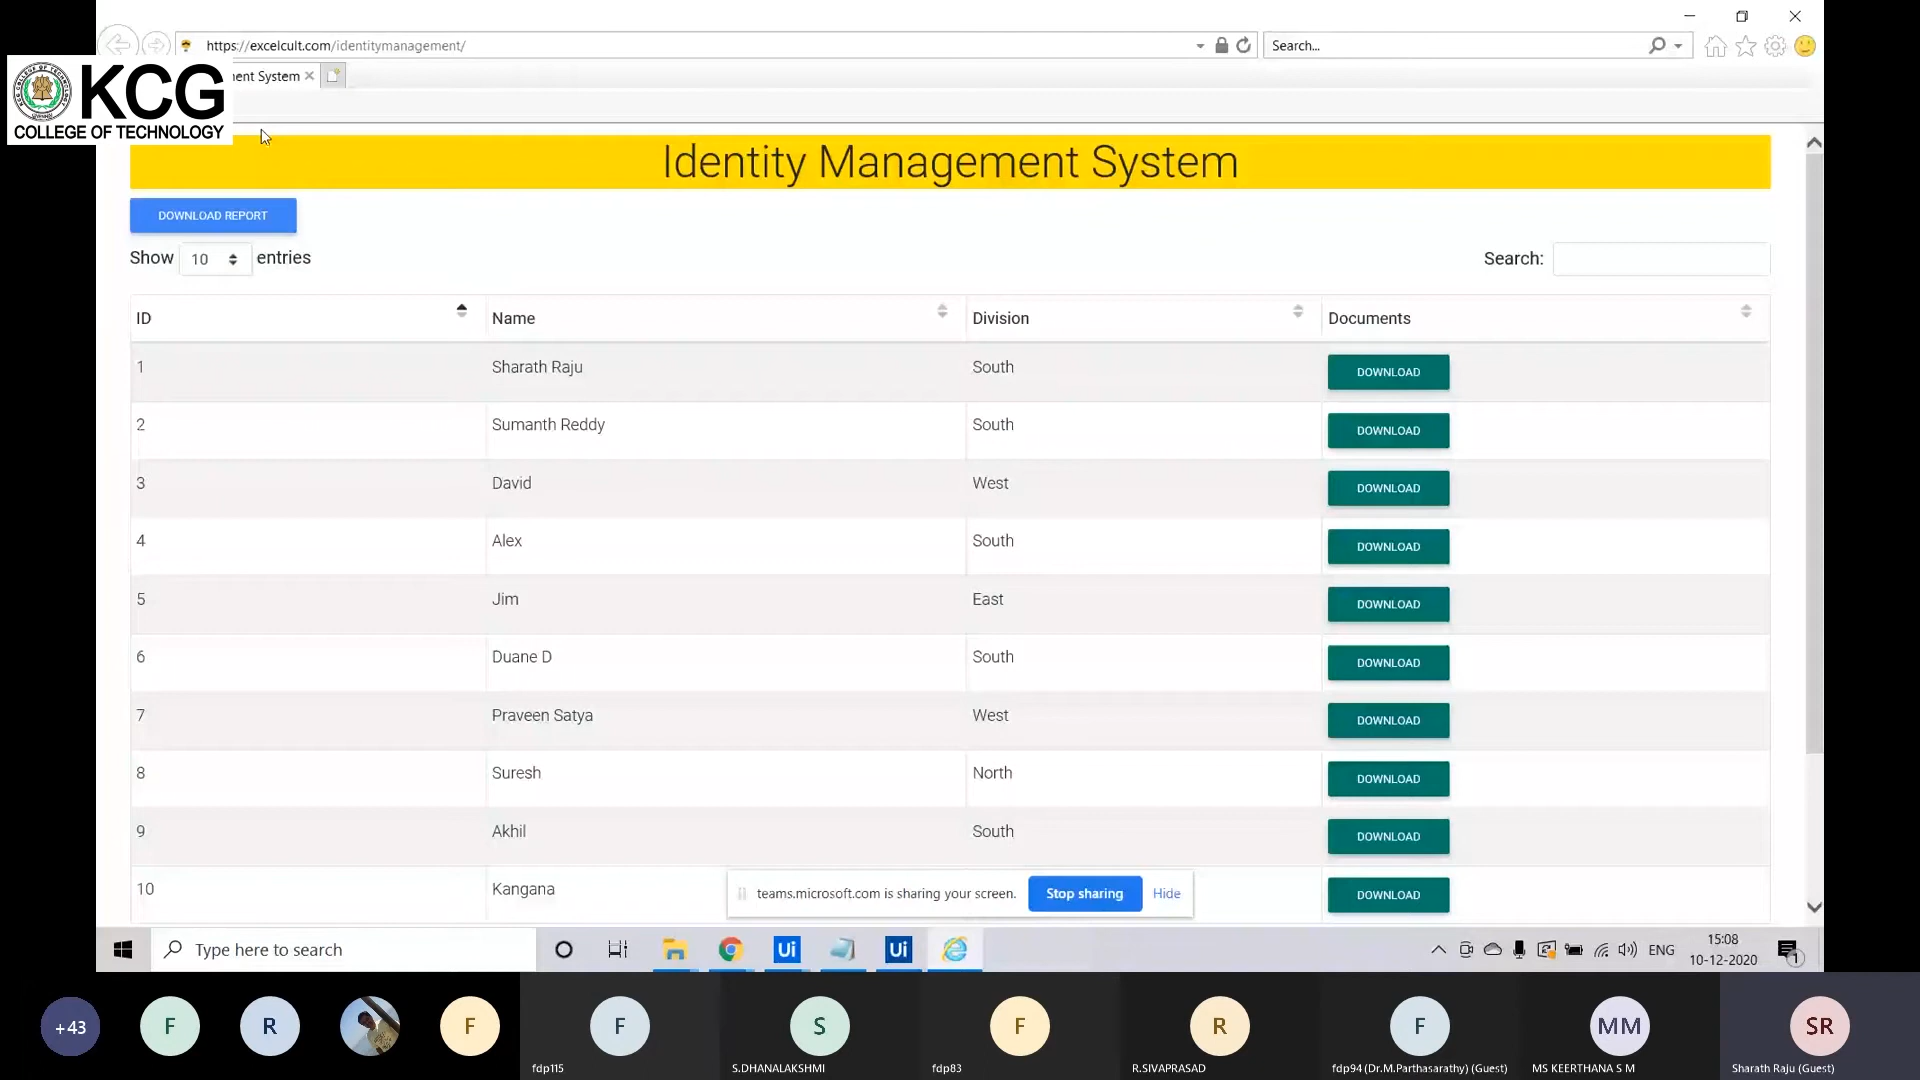 https://excelcult.com/identitymanagement/
Search...
KCG
COLLEGE OF TECHNOLOGY
nent System
Identity Management System
DOWNLOAD REPORT
Show 10 entries
Search:
ID Name Division Documents
1 Sharath Raju South DOWNLOAD
2 Sumanth Reddy South DOWNLOAD
3 David West DOWNLOAD
4 Alex South DOWNLOAD
5 Jim East DOWNLOAD
6 Duane D South DOWNLOAD
7 Praveen Satya West DOWNLOAD
8 Suresh North DOWNLOAD
9 Akhil South DOWNLOAD
10 Kangana DOWNLOAD
teams.microsoft.com is sharing your screen. Stop sharing Hide
Type here to search
Ui
Ui
ENG
15:08
10-12-2020
1
+43 F R F F S F R F MM SR
fdp115 S.DHANALAKSHMI fdp83 R.SIVAPRASAD fdp94 (Dr.M.Parthasarathy) (Guest) MS KEERTHANA S M Sharath Raju (Guest)